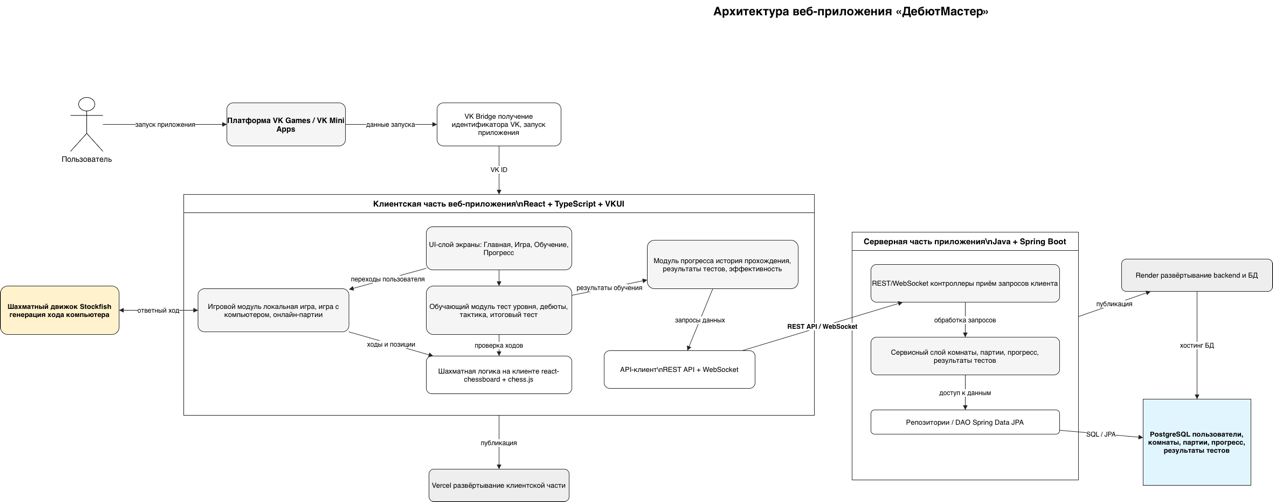 Архитектура веб-приложения «ДебютМастер»
Пользователь
запуск приложения
Платформа VK Games / VK Mini
Apps
данные запуска
VK Bridge получение
идентификатора VK, запуск
приложения
VK ID
Клиентская часть веб-приложения\nReact + TypeScript + VKUI
UI-слой экраны: Главная, Игра, Обучение,
Прогресс
переходы пользователя
Модуль прогресса история прохождения,
результаты тестов, эффективность
результаты обучения
Шахматный движок Stockfish
генерация хода компьютера
ответный ход
Игровой модуль локальная игра, игра с
компьютером, онлайн-партии
Обучающий модуль тест уровня, дебюты,
тактика, итоговый тест
запросы данных
ходы и позиции
проверка ходов
Шахматная логика на клиенте react-
chessboard + chess.js
API-клиент\nREST API + WebSocket
REST API / WebSocket
публикация
Vercel развёртывание клиентской части
Серверная часть приложения\nJava + Spring Boot
REST/WebSocket контроллеры приём запросов клиента
обработка запросов
Сервисный слой комнаты, партии, прогресс,
результаты тестов
доступ к данным
Репозитории / DAO Spring Data JPA
SQL / JPA
публикация
Render развёртывание backend и БД
хостинг БД
PostgreSQL пользователи,
комнаты, партии, прогресс,
результаты тестов